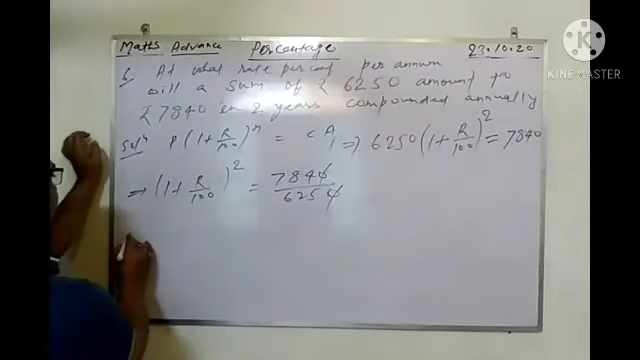 Maths Advance Percentage 23.10.20
6. At what rate percent per annum
will a sum of ₹ 6250 amount to
₹ 7840 in 2 years compounded annually
Solⁿ P(1+R/100)ⁿ = CA, ⇒ 6250(1+R/100)² = 7840
⇒ (1+R/100)² = 7840/6250
KINEMASTER